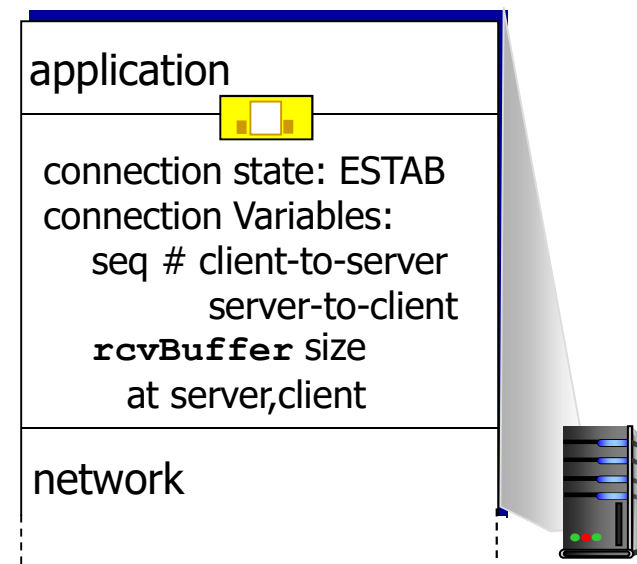 application
connection state: ESTAB
connection Variables:
seq # client-to-server
server-to-client
rcvBuffer size
at server,client
network